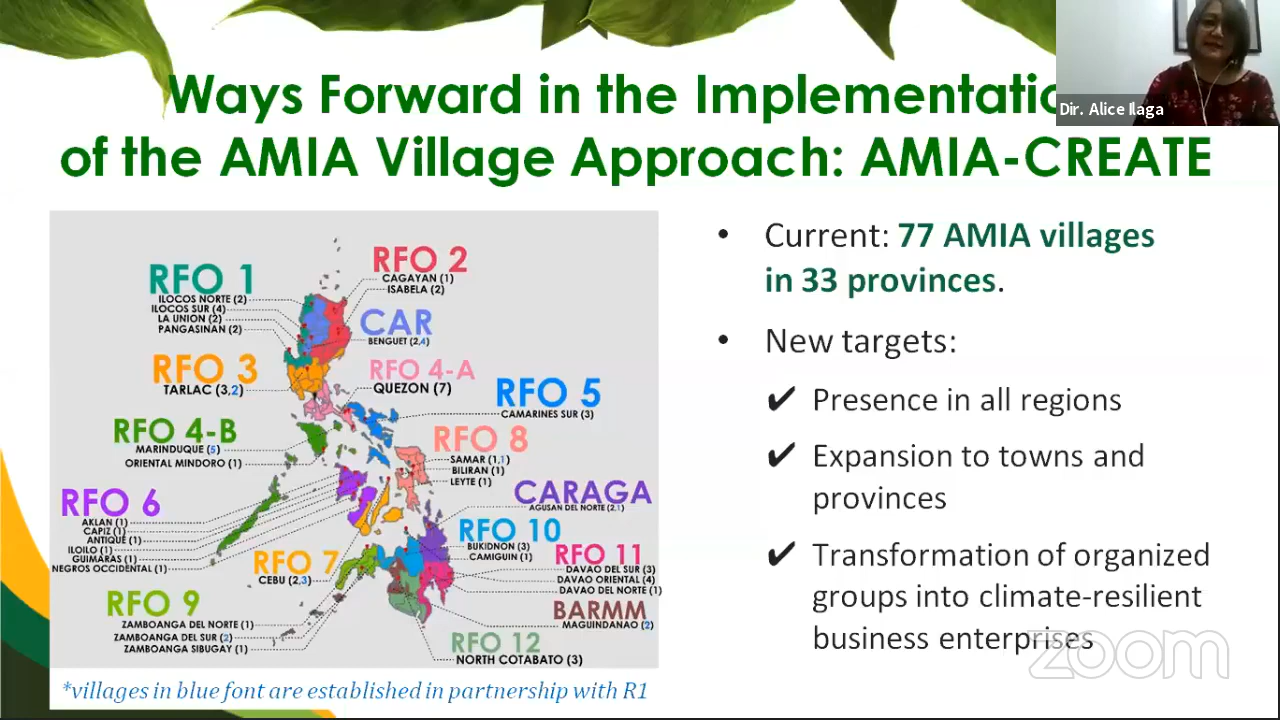 Ways Forward in the Implementatio
of the AMIA Village Approach: AMIA-CREATE
Dir. Alice Ilaga
RFO 1
ILOCOS NORTE (2)
ILOCOS SUR (4)
LA UNION (2)
PANGASINAN (2)
RFO 2
CAGAYAN (1)
ISABELA (2)
CAR
BENGUET (2,4)
RFO 3
TARLAC (3,2)
RFO 4-A
QUEZON (7)
RFO 5
CAMARINES SUR (3)
RFO 4-B
MARINDUQUE (5)
ORIENTAL MINDORO (1)
RFO 8
SAMAR (1,1)
BILIRAN (1)
LEYTE (1)
RFO 6
AKLAN (1)
CAPIZ (1)
ANTIQUE (1)
ILOILO (1)
GUIMARAS (1)
NEGROS OCCIDENTAL (1)
CARAGA
AGUSAN DEL NORTE (2,1)
RFO 10
BUKIDNON (3)
CAMIGUIN (1)
RFO 7
CEBU (2,3)
RFO 11
DAVAO DEL SUR (3)
DAVAO ORIENTAL (4)
DAVAO DEL NORTE (1)
RFO 9
ZAMBOANGA DEL NORTE (1)
ZAMBOANGA DEL SUR (2)
ZAMBOANGA SIBUGAY (1)
BARMM
MAGUINDANAO (2)
RFO 12
NORTH COTABATO (3)
*villages in blue font are established in partnership with R1
• Current: 77 AMIA villages
in 33 provinces.
• New targets:
✔ Presence in all regions
✔ Expansion to towns and
provinces
✔ Transformation of organized
groups into climate-resilient
business enterprises
zoom